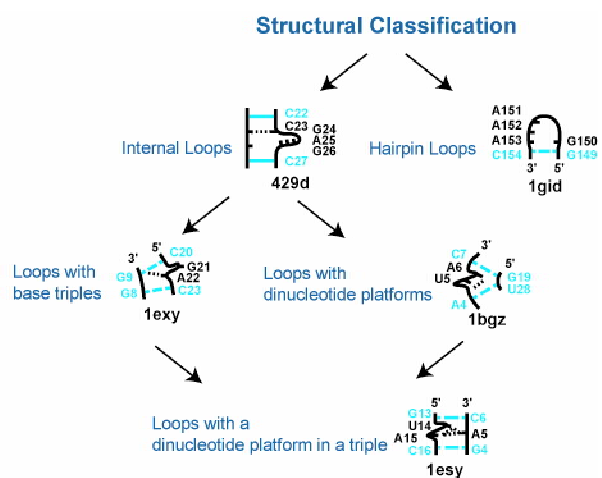 Structural Classification
Internal Loops
C22
C23
G24
A25
G26
C27
429d
Hairpin Loops
A151
A152
A153
C154
G150
G149
3' 5'
1gid
Loops with
base triples
3'
5'
C20
G9
G21
A22
G8
C23
1exy
Loops with
dinucleotide platforms
C7
3'
A6
5'
U5
G19
U28
A4
1bgz
Loops with a
dinucleotide platform in a triple
5' 3'
G13
C6
U14
A15
A5
C16
G4
1esy